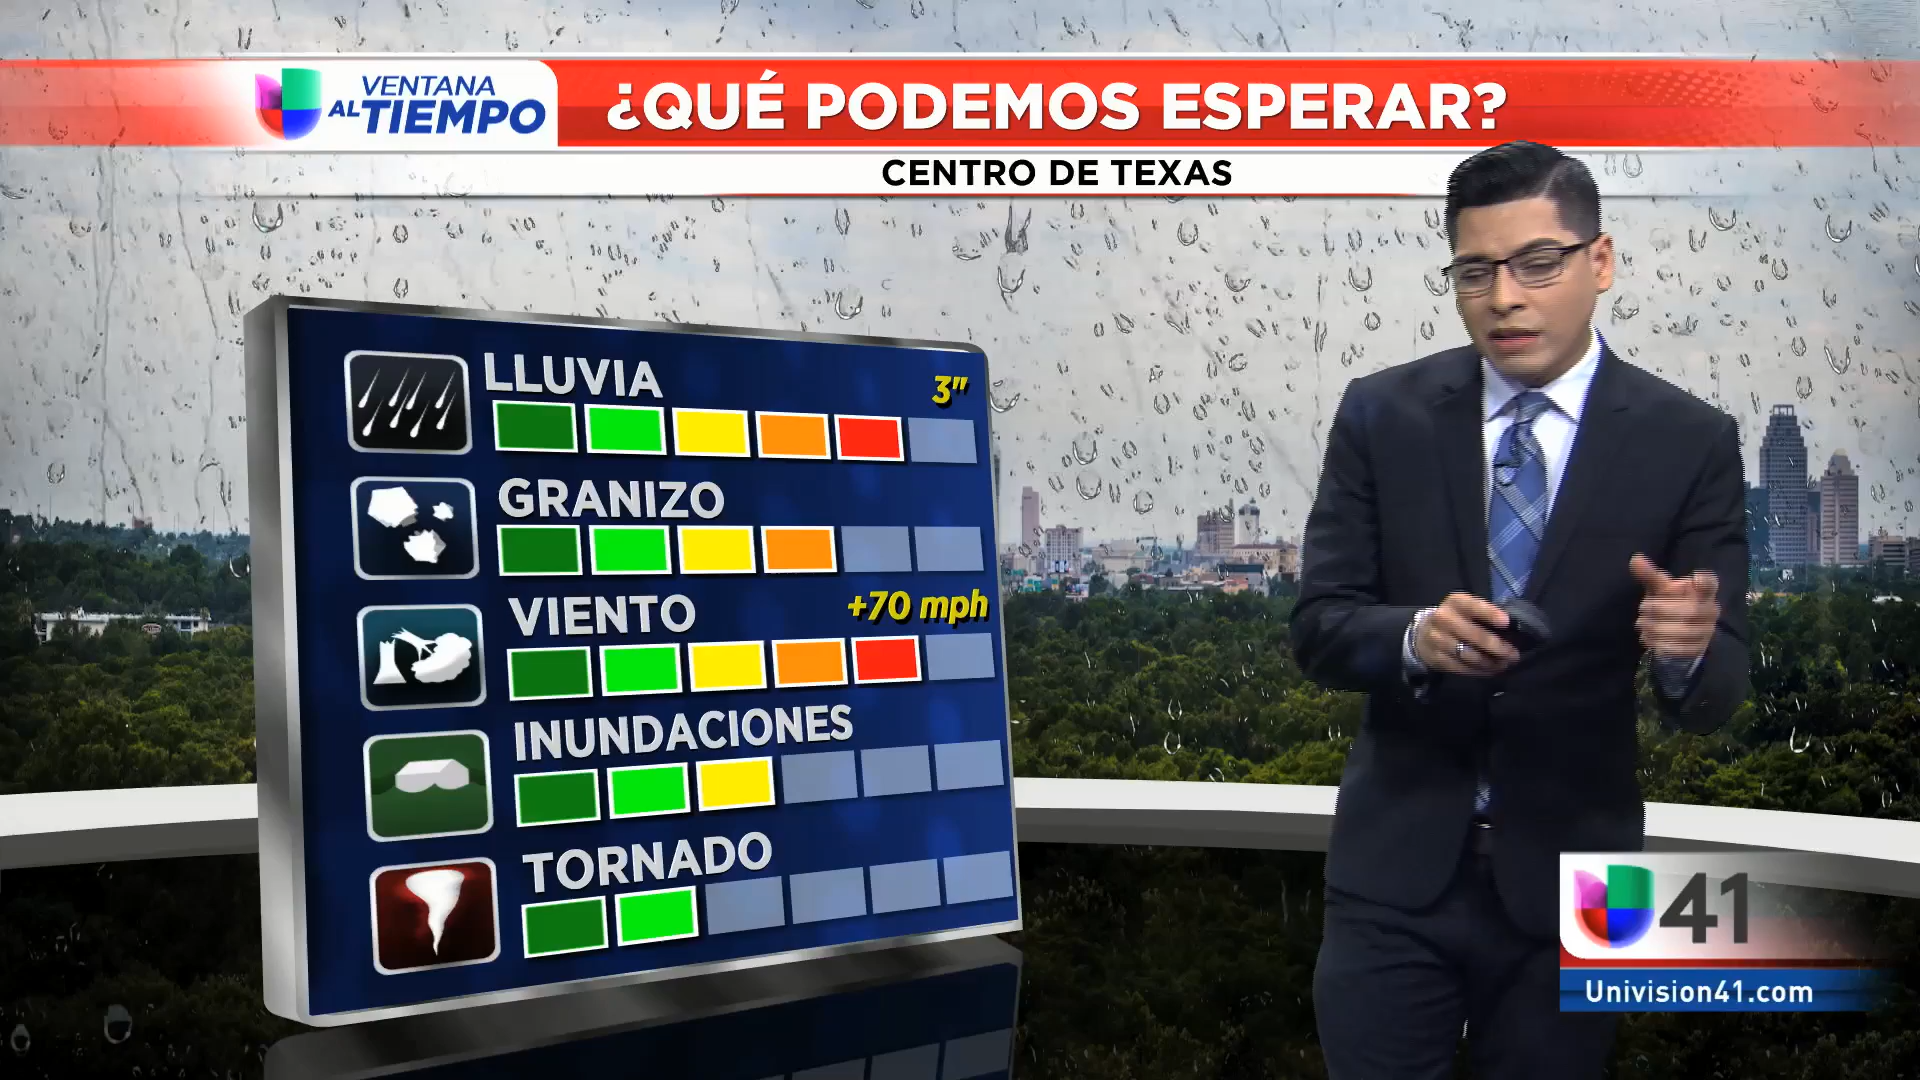 VENTANA
AL TIEMPO
¿QUÉ PODEMOS ESPERAR?
CENTRO DE TEXAS
LLUVIA
3"
GRANIZO
VIENTO
+70 mph
INUNDACIONES
TORNADO
41
Univision41.com